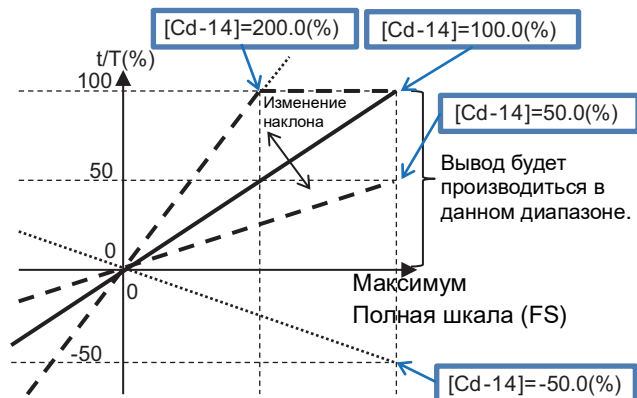 [Cd-14]=200.0(%)
[Cd-14]=100.0(%)
t/T(%)
100
Изменение
наклона
[Cd-14]=50.0(%)
50
Вывод будет
производиться в
данном диапазоне.
0
0
Максимум
Полная шкала (FS)
-50
[Cd-14]=-50.0(%)